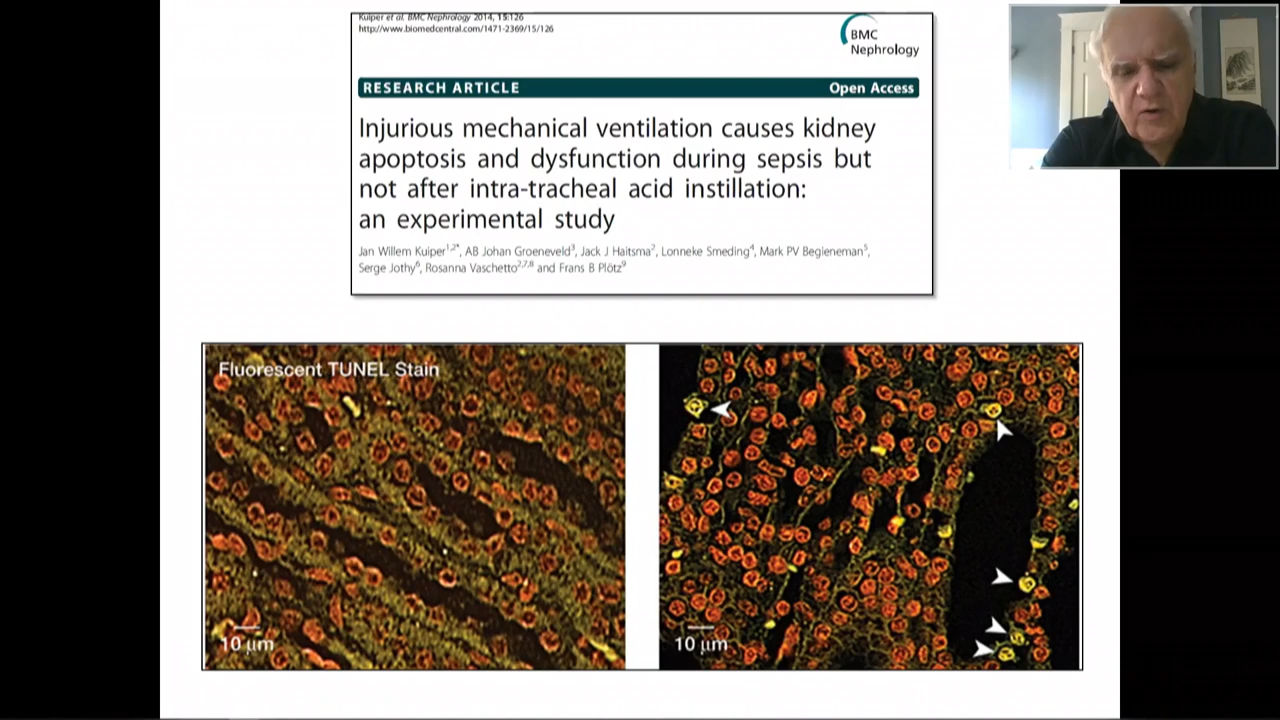 Kuiper et al. BMC Nephrology 2014, 15:126
http://www.biomedcentral.com/1471-2369/15/126
BMC
Nephrology
RESEARCH ARTICLE Open Access
Injurious mechanical ventilation causes kidney
apoptosis and dysfunction during sepsis but
not after intra-tracheal acid instillation:
an experimental study
Jan Willem Kuiper1,2*, AB Johan Groeneveld3, Jack J Haitsma2, Lonneke Smeding4, Mark PV Begieneman5,
Serge Jothy6, Rosanna Vaschetto2,7,8 and Frans B Plötz9
Fluorescent TUNEL Stain
10 μm
10 μm